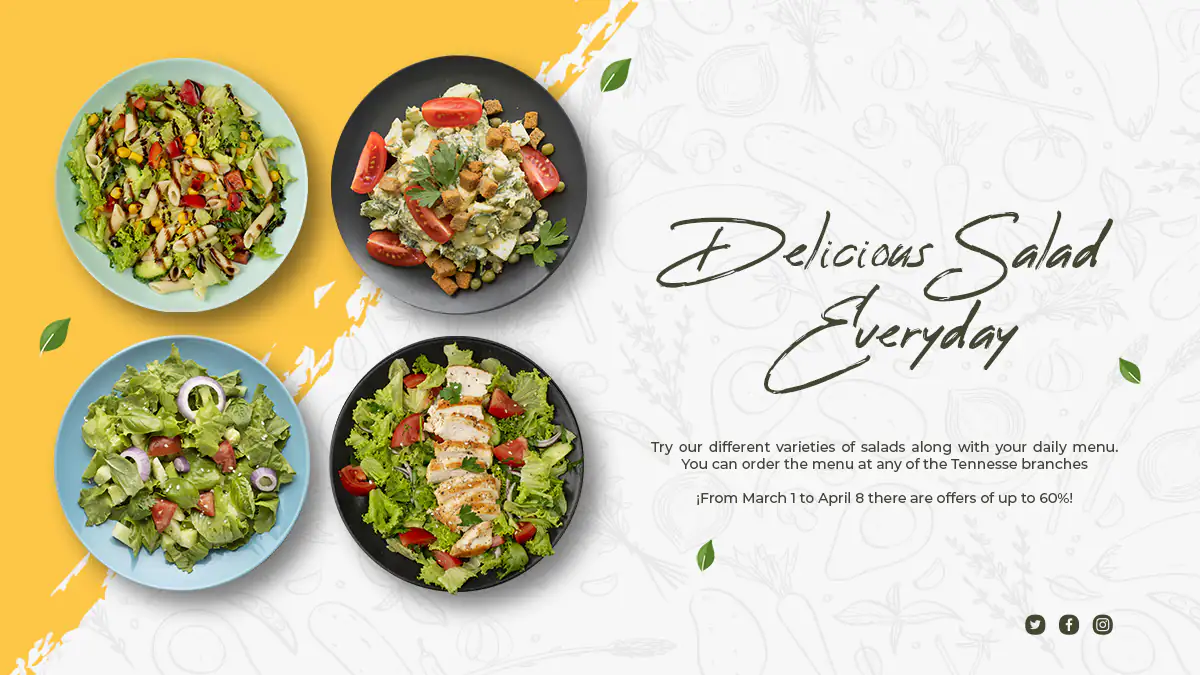 Delicious Salad
Everyday
Try our different varieties of salads along with your daily menu.
You can order the menu at any of the Tennesse branches
¡From March 1 to April 8 there are offers of up to 60%!